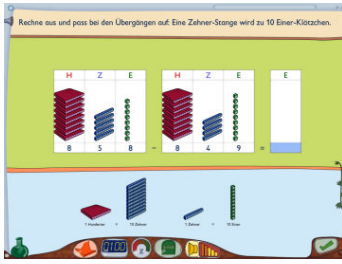 Rechne aus und pass bei den Übergängen auf: Eine Zehner-Stange wird zu 10 Einer-Klötzchen.
H Z E H Z E E
8 5 8 - 8 4 9 =
1 Hunderter = 10 Zehner 1 Zehner = 10 Einer